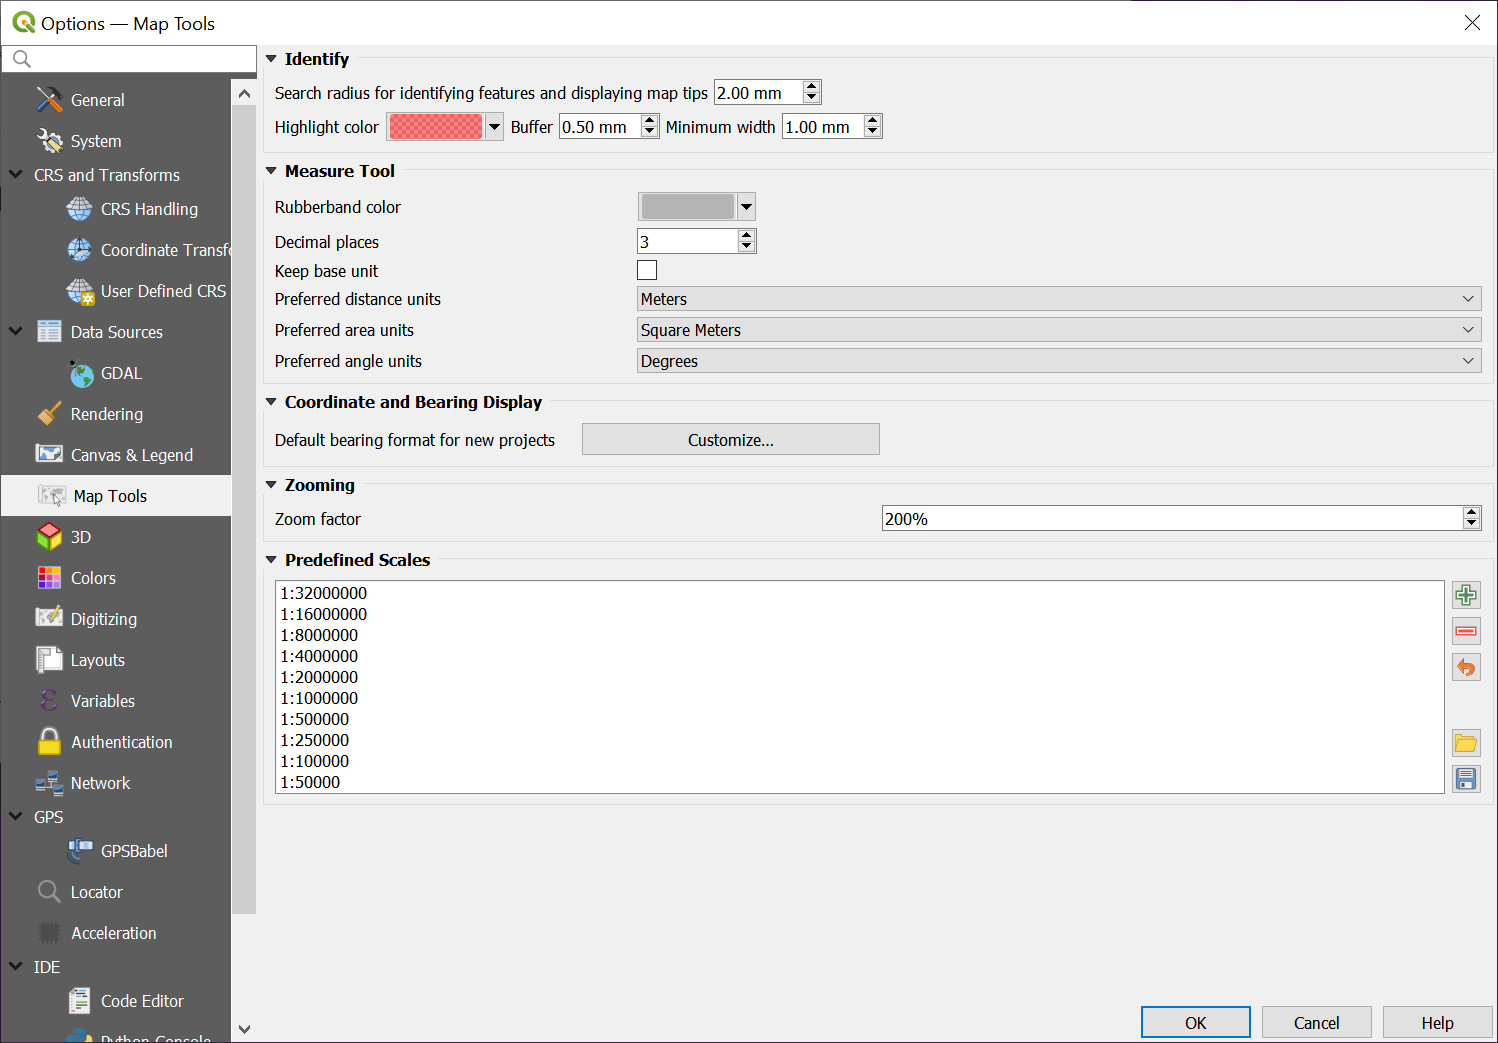 Options — Map Tools
General
System
CRS and Transforms
CRS Handling
Coordinate Transf
User Defined CRS
Data Sources
GDAL
Rendering
Canvas & Legend
Map Tools
3D
Colors
Digitizing
Layouts
Variables
Authentication
Network
GPS
GPSBabel
Locator
Acceleration
IDE
Code Editor
Python Console
Identify
Search radius for identifying features and displaying map tips 2.00 mm
Highlight color Buffer 0.50 mm Minimum width 1.00 mm
Measure Tool
Rubberband color
Decimal places 3
Keep base unit
Preferred distance units Meters
Preferred area units Square Meters
Preferred angle units Degrees
Coordinate and Bearing Display
Default bearing format for new projects Customize...
Zooming
Zoom factor 200%
Predefined Scales
1:32000000
1:16000000
1:8000000
1:4000000
1:2000000
1:1000000
1:500000
1:250000
1:100000
1:50000
OK Cancel Help